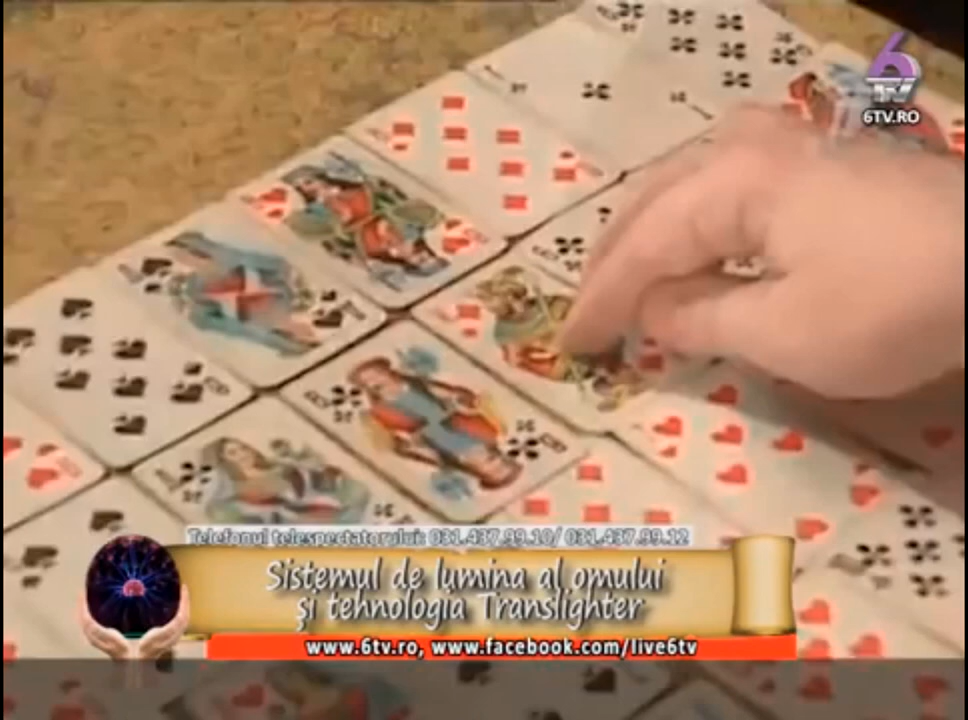 6
TV
6TV.RO
Telefonul telespectatorului: 031.437.99.10/ 031.437.99.12
Sistemul de lumina al omului
și tehnologia Translighter
www.6tv.ro, www.facebook.com/live6tv